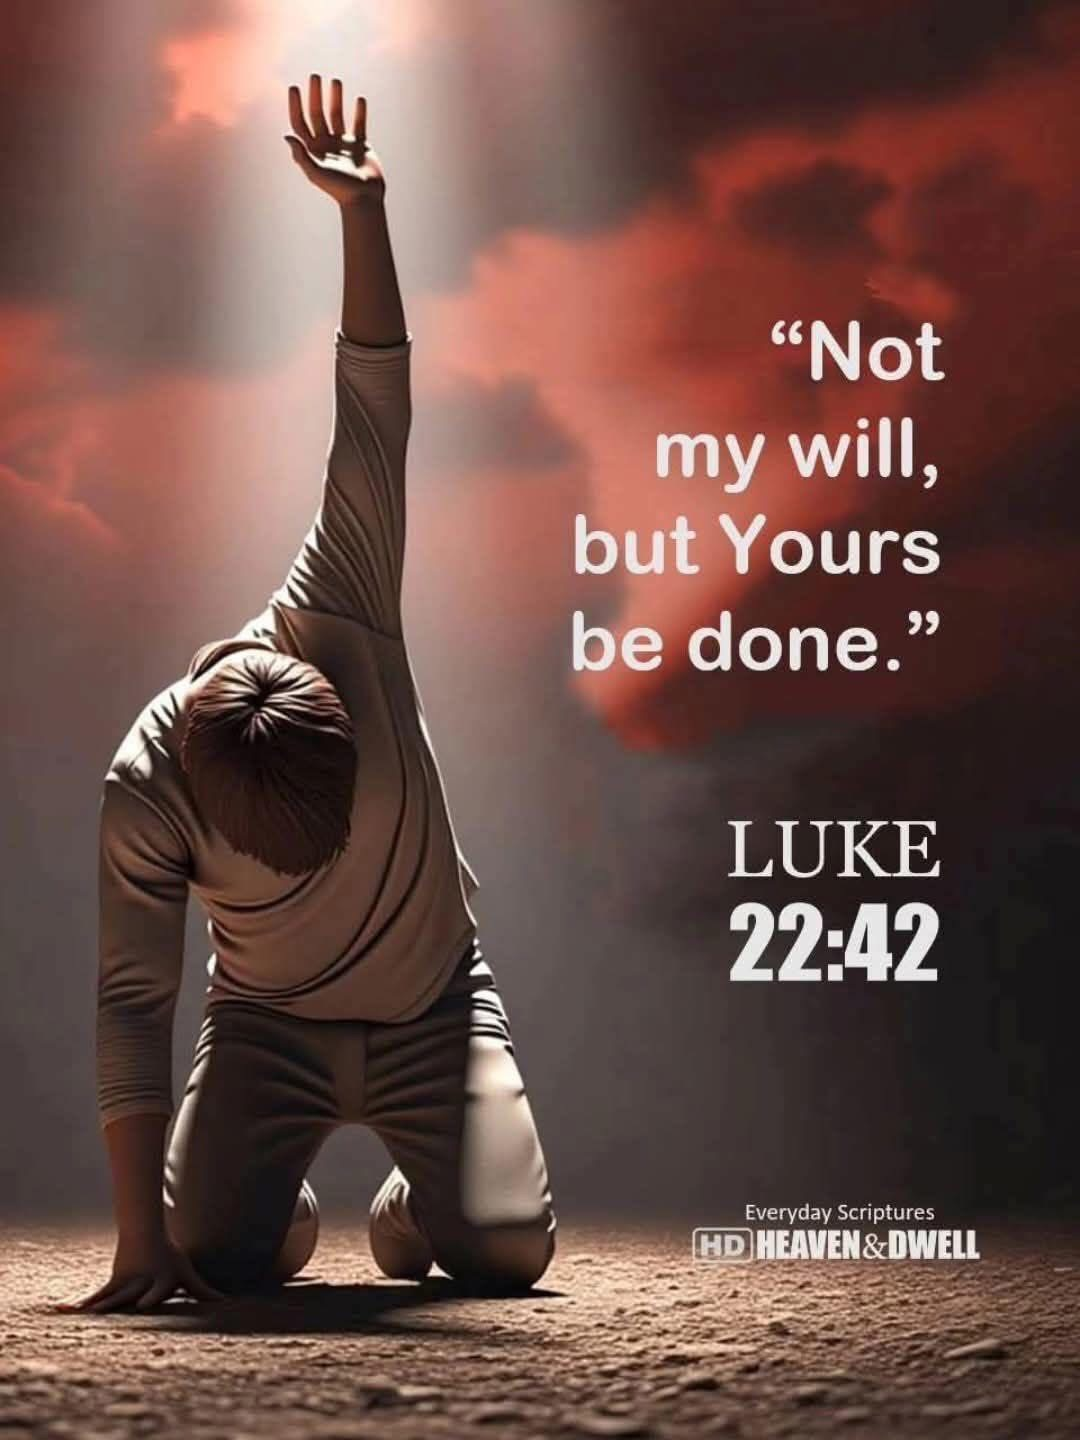 “Not
my will,
but Yours
be done.”
LUKE
22:42
Everyday Scriptures
HD HEAVEN&DWELL